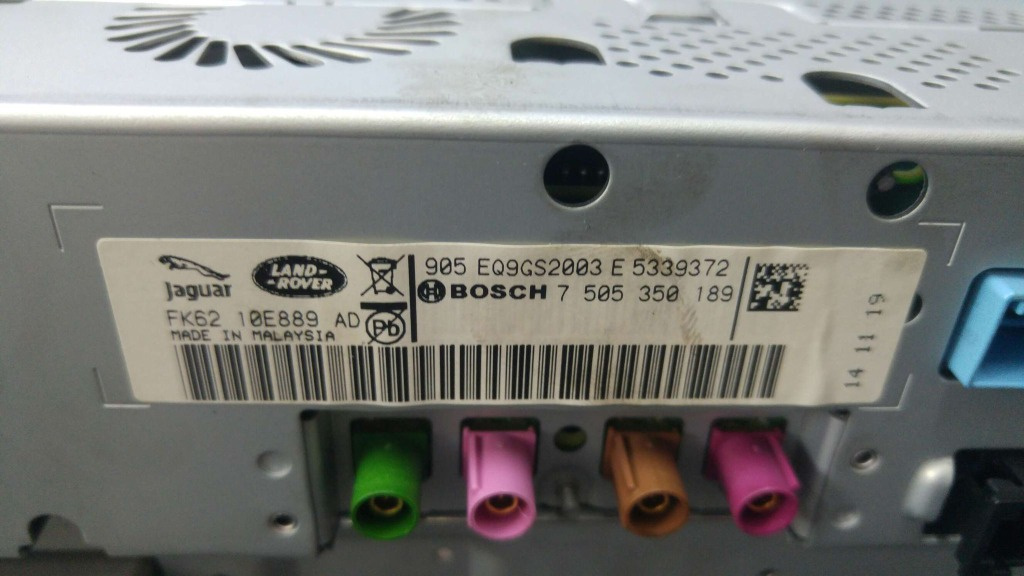 Jaguar
LAND-
-ROVER
FK62 10E889 AD
MADE IN MALAYSIA
Pb
905 EQ9GS2003 E 5339372
BOSCH 7 505 350 189
14 11 19